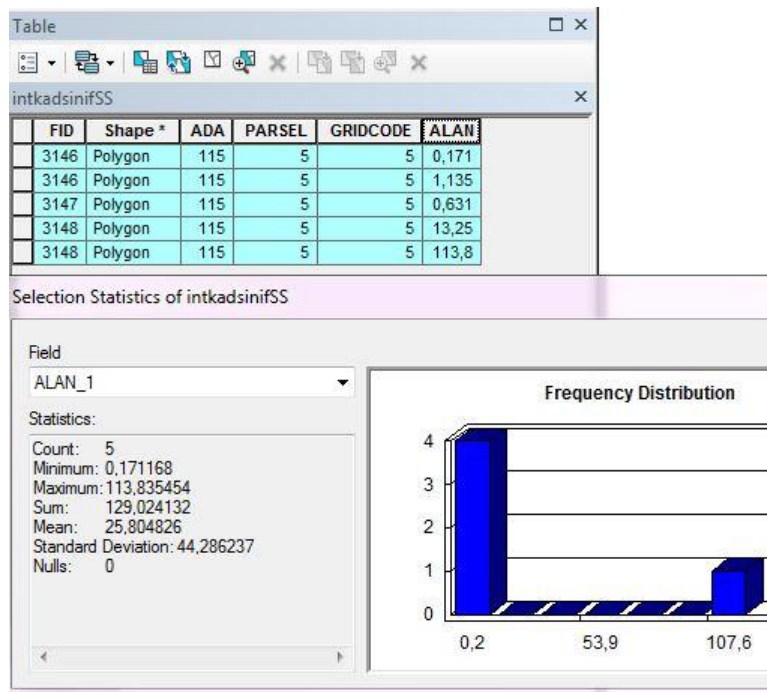 Table
intkadsinifSS
FID Shape * ADA PARSEL GRIDCODE ALAN
3146 Polygon 115 5 5 0,171
3146 Polygon 115 5 5 1,135
3147 Polygon 115 5 5 0,631
3148 Polygon 115 5 5 13,25
3148 Polygon 115 5 5 113,8
Selection Statistics of intkadsinifSS
Field
ALAN_1
Statistics:
Count: 5
Minimum: 0,171168
Maximum: 113,835454
Sum: 129,024132
Mean: 25,804826
Standard Deviation: 44,286237
Nulls: 0
Frequency Distribution
4
3
2
1
0
0,2 53,9 107,6